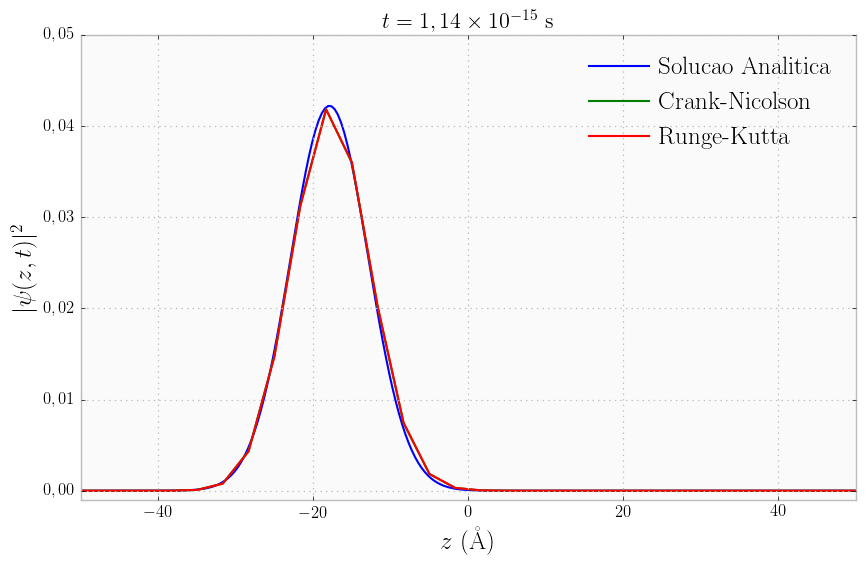 t = 1,14 × 10⁻¹⁵ s
0,05
0,04
0,03
0,02
0,01
0,00
|ψ(z,t)|²
Solucao Analitica
Crank-Nicolson
Runge-Kutta
−40 −20 0 20 40
z (Å)